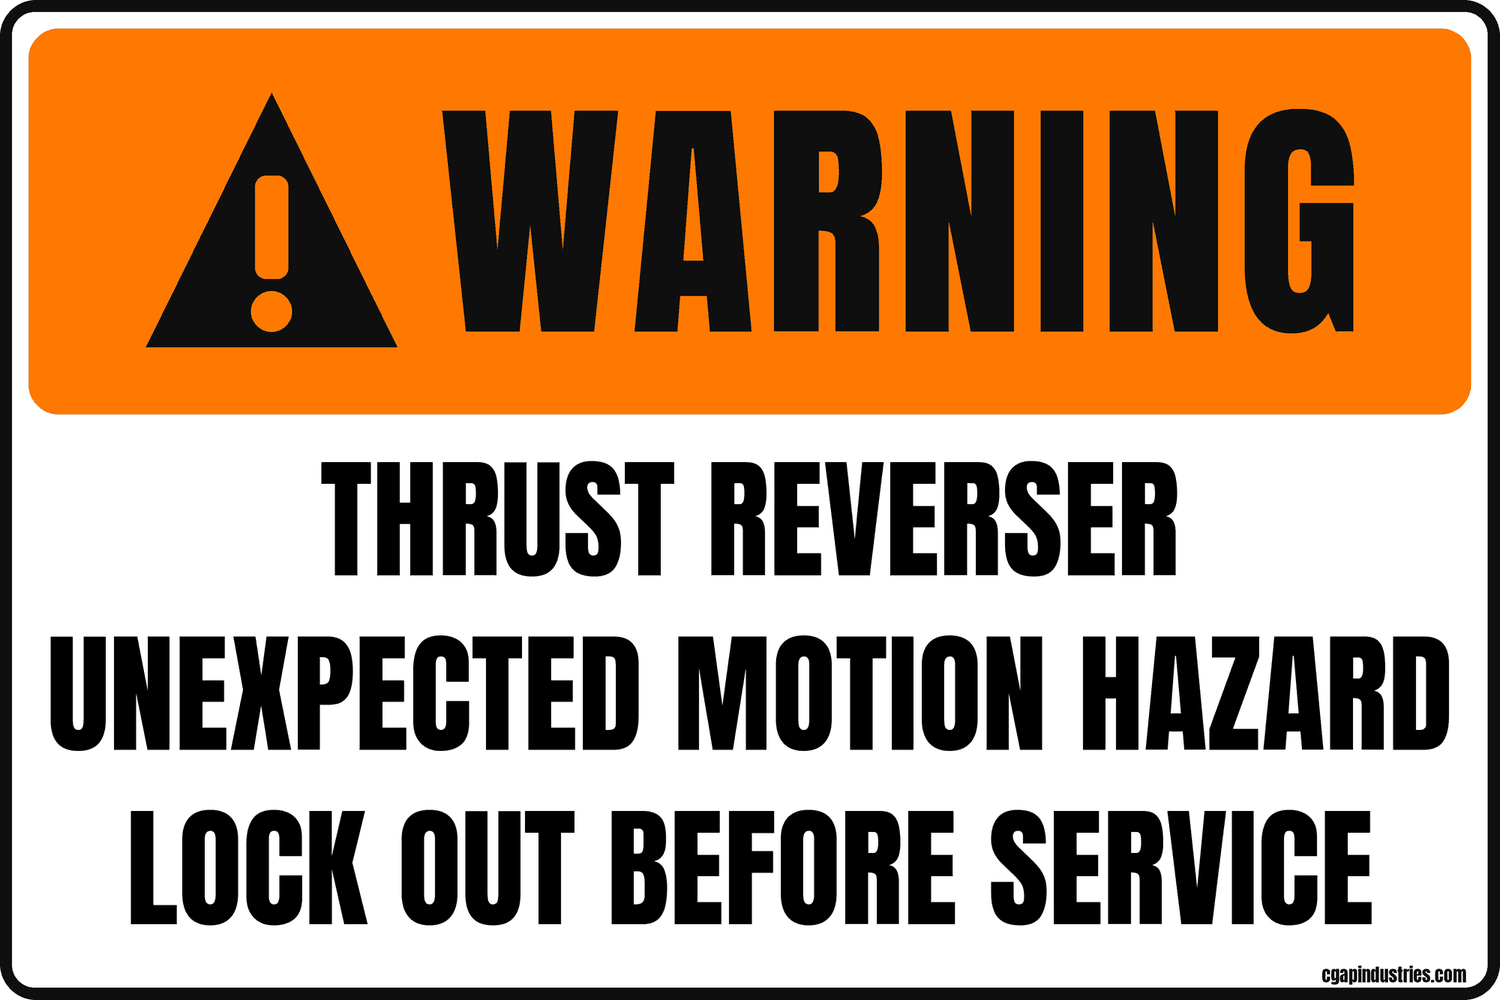 WARNING
THRUST REVERSER
UNEXPECTED MOTION HAZARD
LOCK OUT BEFORE SERVICE
cgapindustries.com